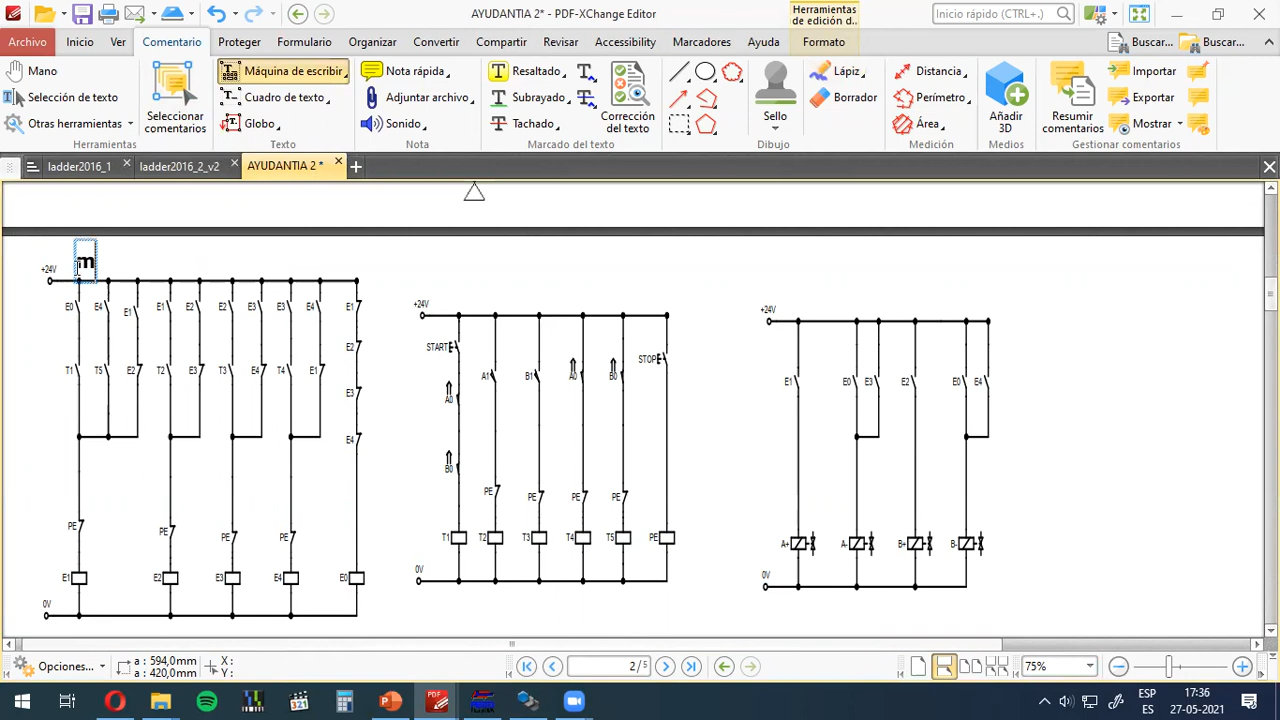 AYUDANTIA 2 * - PDF-XChange Editor
Herramientas
de edición d..
Inicio rápido (CTRL+.)
Archivo
Inicio
Ver
Comentario
Proteger
Formulario
Organizar
Convertir
Compartir
Revisar
Accessibility
Marcadores
Ayuda
Formato
Buscar...
Buscar...
Mano
Selección de texto
Otras herramientas
Herramientas
Seleccionar
comentarios
Máquina de escribir
Cuadro de texto
Globo
Texto
Nota rápida
Adjuntar archivo
Sonido
Nota
Resaltado
Subrayado
Tachado
Corrección
del texto
Marcado del texto
Dibujo
Sello
Lápiz
Borrador
Distancia
Perímetro
Área
Medición
Añadir
3D
Medios
Resumir
comentarios
Importar
Exportar
Mostrar
Gestionar comentarios
ladder2016_1
ladder2016_2_v2
AYUDANTIA 2 *
m
+24V
E0 E4 E1 E1 E2 E2 E3 E3 E4 E1
E2
T1 T5 E2 T2 E3 T3 E4 T4 E1
E3
E4
PE PE PE PE
E1 E2 E3 E4 E0
0V
+24V
START STOP
A1 B1 A0 B0
A0
B0
PE PE PE PE
T1 T2 T3 T4 T5 PE
0V
+24V
E1 E0 E3 E2 E0 E4
A+ A- B+ B-
0V
Opciones...
a : 594,0mm
a : 420,0mm
X :
Y :
2 / 5
75%
PDF
321
ESP
ES
17:36
27-05-2021